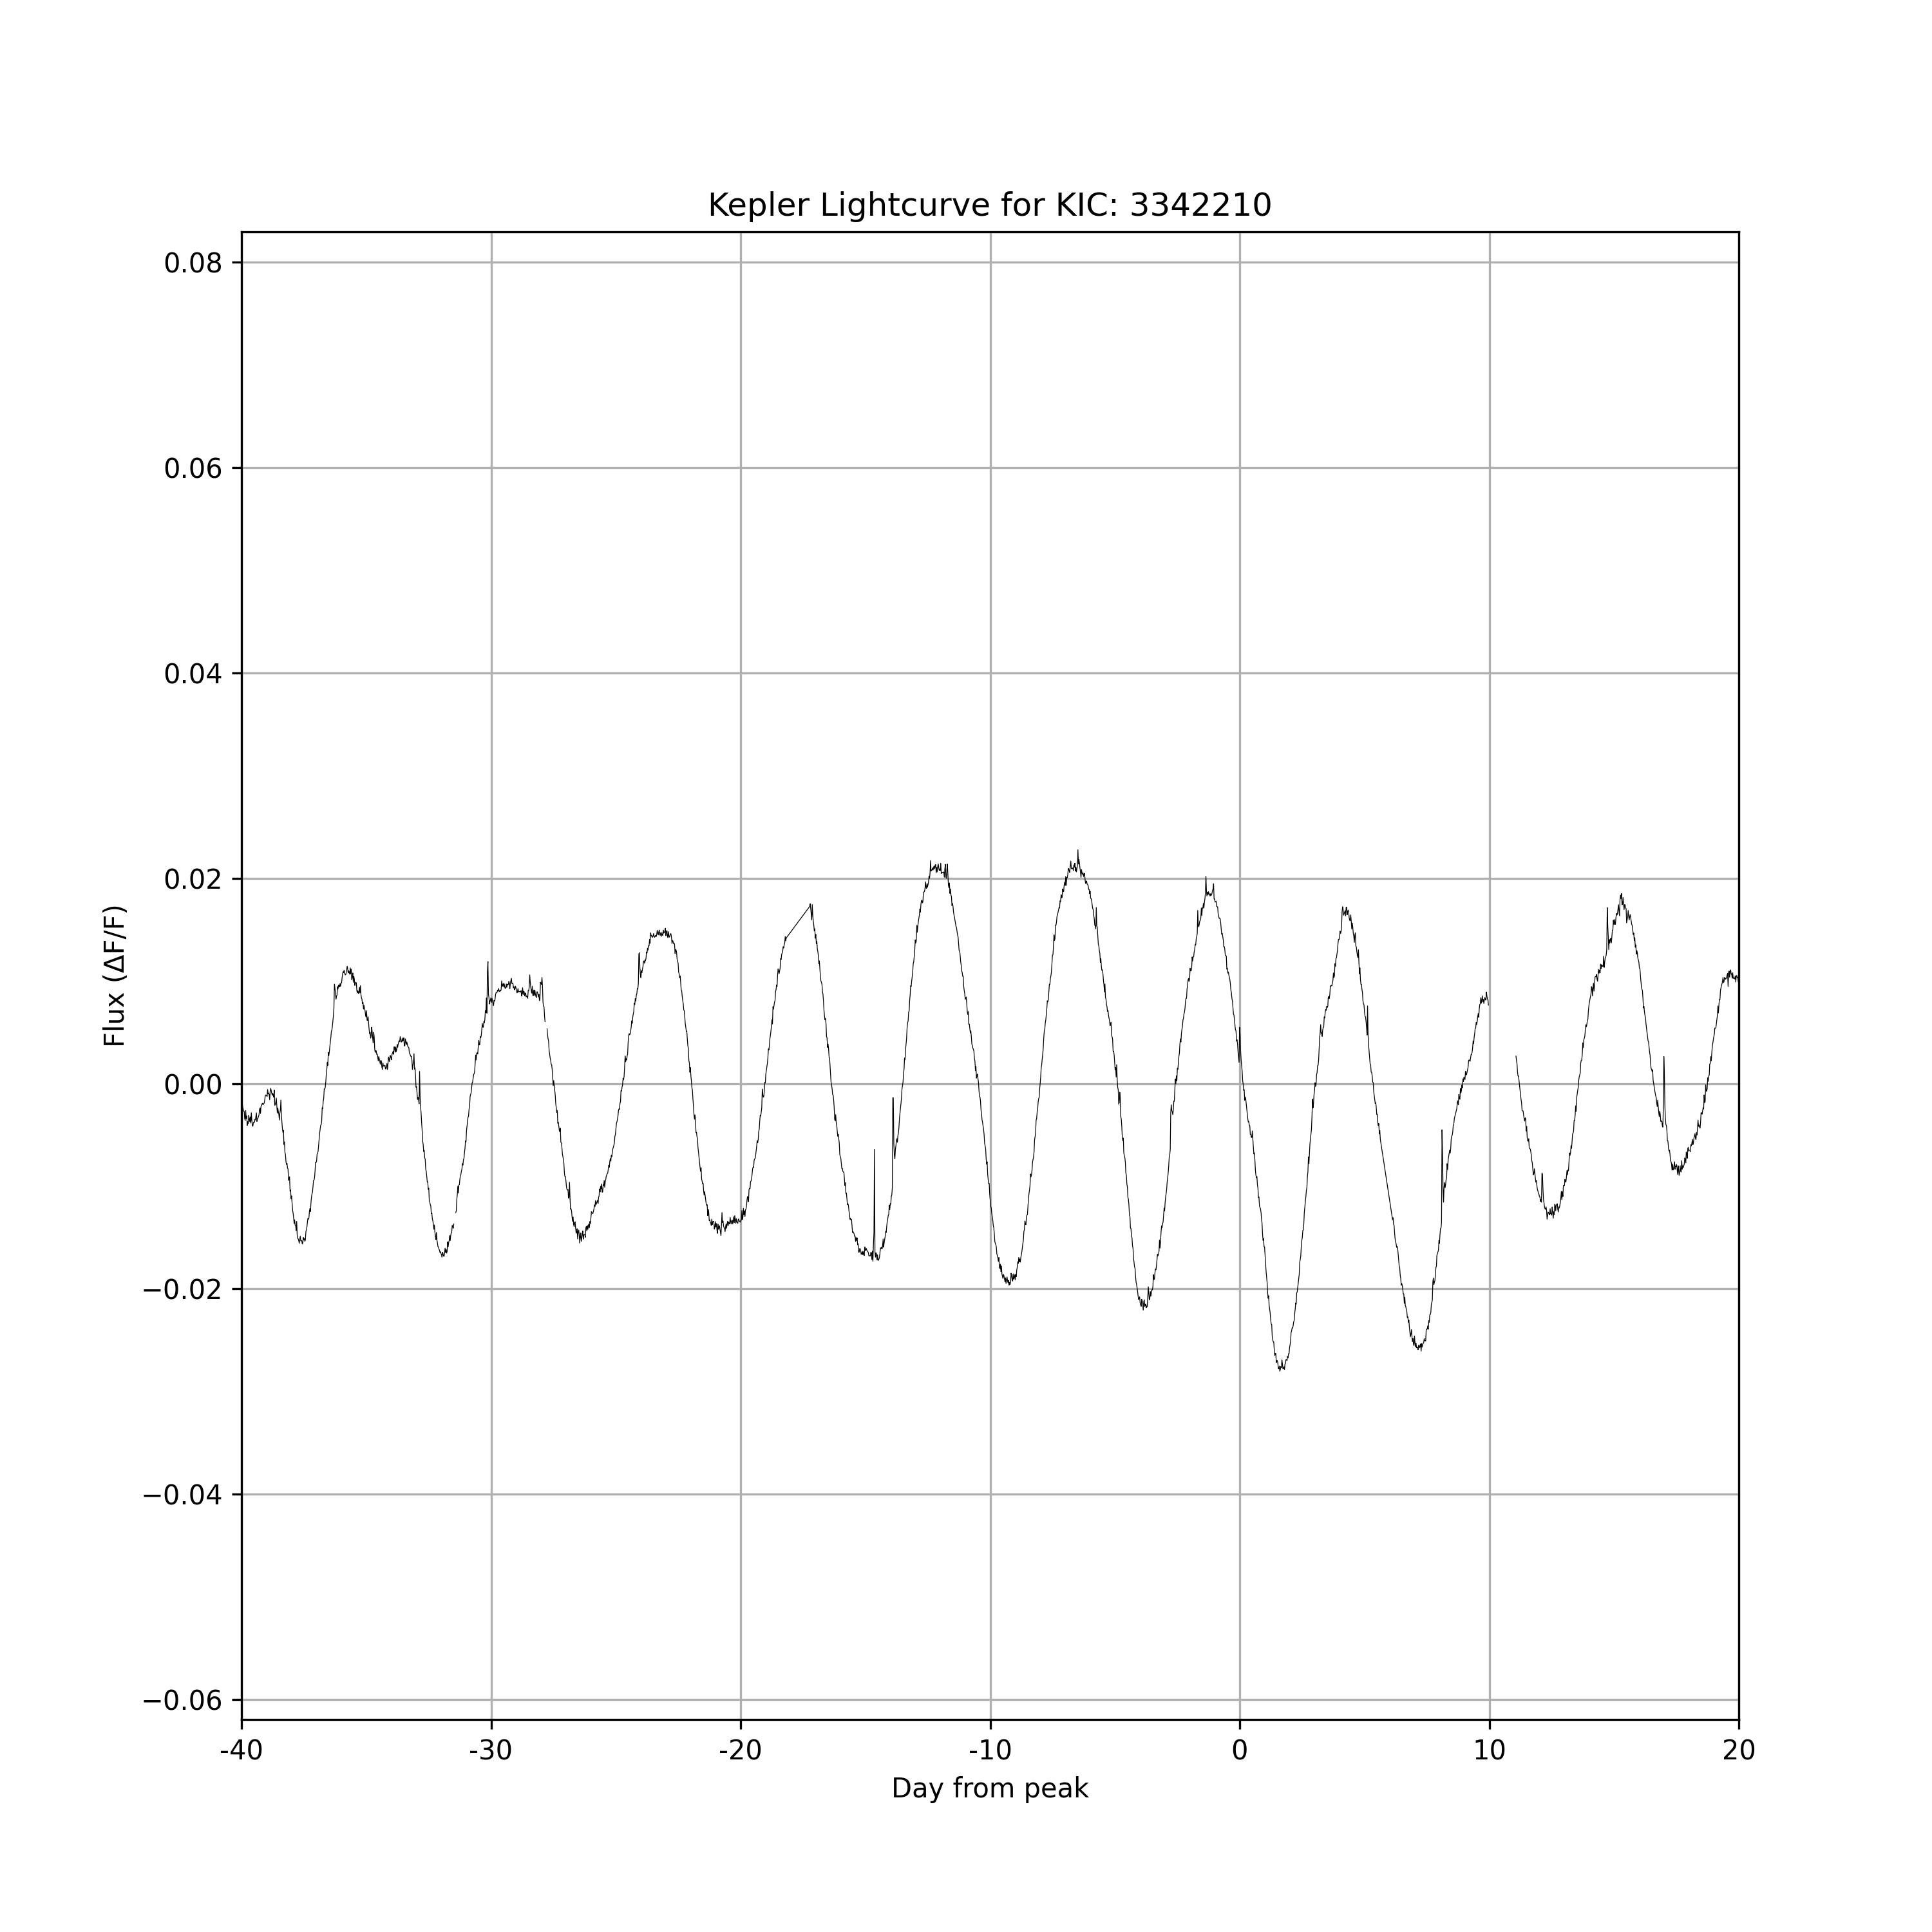 Kepler Lightcurve for KIC: 3342210
0.08
0.06
0.04
0.02
0.00
−0.02
−0.04
−0.06
Flux (ΔF/F)
-40 -30 -20 -10 0 10 20
Day from peak